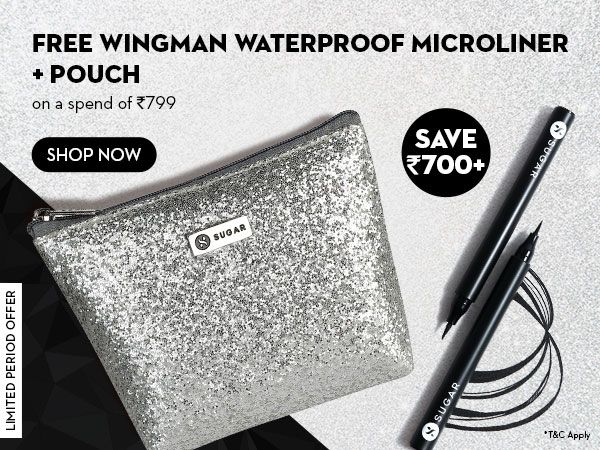 FREE WINGMAN WATERPROOF MICROLINER
+ POUCH
on a spend of ₹799
SHOP NOW
SAVE
₹700+
SUGAR
SUGAR
SUGAR
LIMITED PERIOD OFFER
*T&C Apply